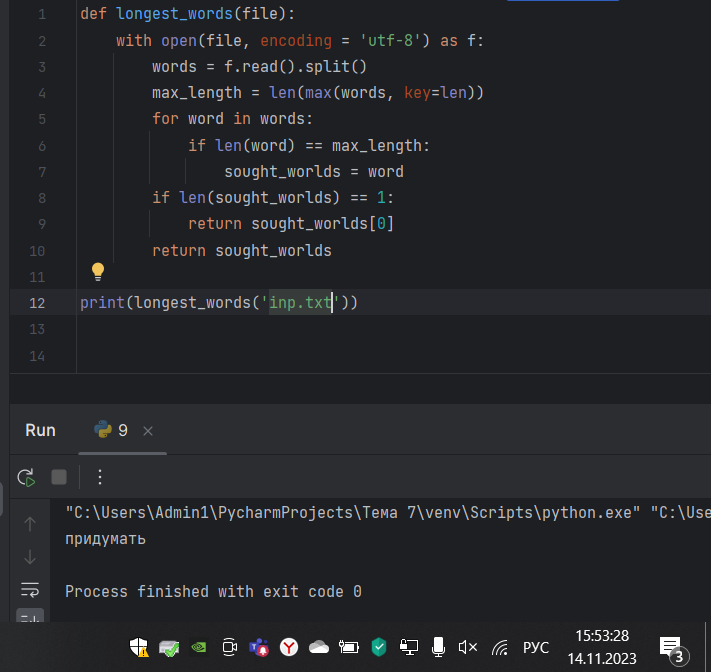 1 def longest_words(file):
2 with open(file, encoding = 'utf-8') as f:
3 words = f.read().split()
4 max_length = len(max(words, key=len))
5 for word in words:
6 if len(word) == max_length:
7 sought_worlds = word
8 if len(sought_worlds) == 1:
9 return sought_worlds[0]
10 return sought_worlds
11
12 print(longest_words('inp.txt'))
13
14
Run 9
"C:\Users\Admin1\PycharmProjects\Тема 7\venv\Scripts\python.exe" "C:\Use
придумать
Process finished with exit code 0
РУС 15:53:28
14.11.2023 3